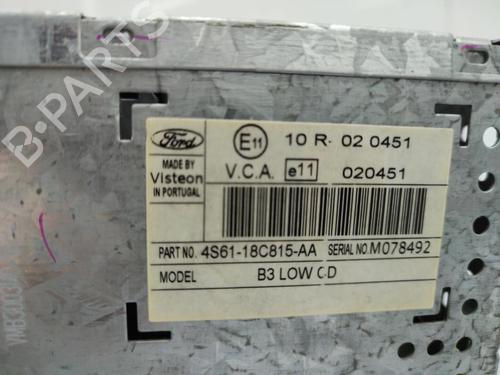 B-PARTS
Ford
E11 10 R- 02 0451
MADE BY
Visteon
IN PORTUGAL
V.C.A. e11 020451
PART NO. 4S61-18C815-AA SERIAL NO. M078492
MODEL B3 LOW CD